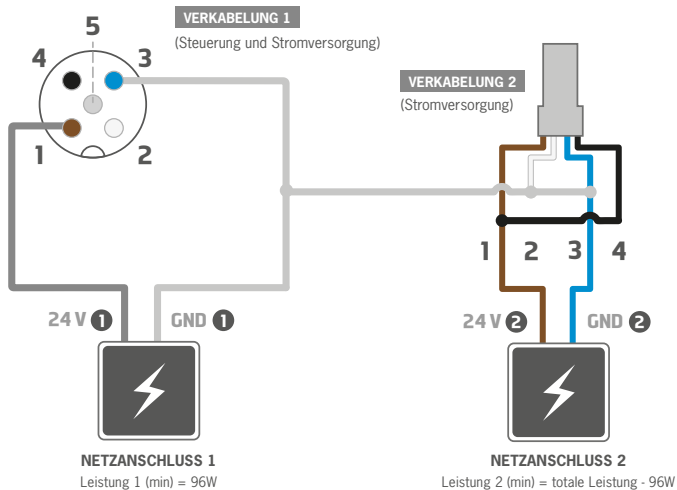 VERKABELUNG 1
(Steuerung und Stromversorgung)
5
4
3
1
2
VERKABELUNG 2
(Stromversorgung)
1 2 3 4
24 V 1
GND 1
24 V 2
GND 2
NETZANSCHLUSS 1
Leistung 1 (min) = 96W
NETZANSCHLUSS 2
Leistung 2 (min) = totale Leistung - 96W